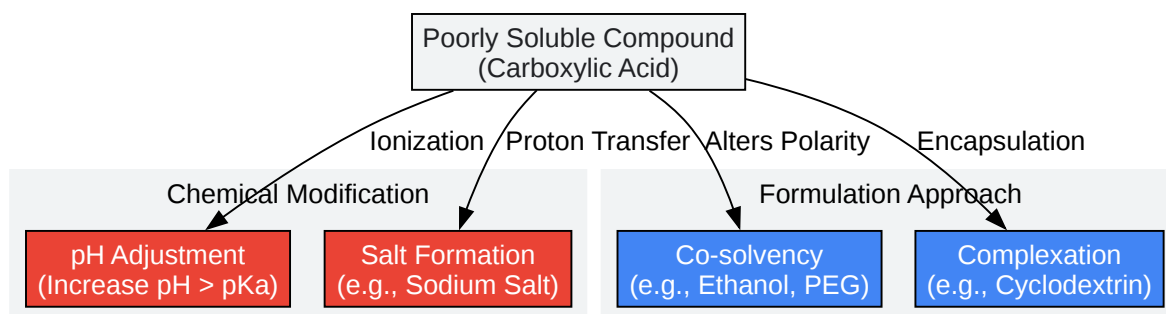 Poorly Soluble Compound
(Carboxylic Acid)
Ionization
Proton Transfer
Alters Polarity
Encapsulation
Chemical Modification
Formulation Approach
pH Adjustment
(Increase pH > pKa)
Salt Formation
(e.g., Sodium Salt)
Co-solvency
(e.g., Ethanol, PEG)
Complexation
(e.g., Cyclodextrin)